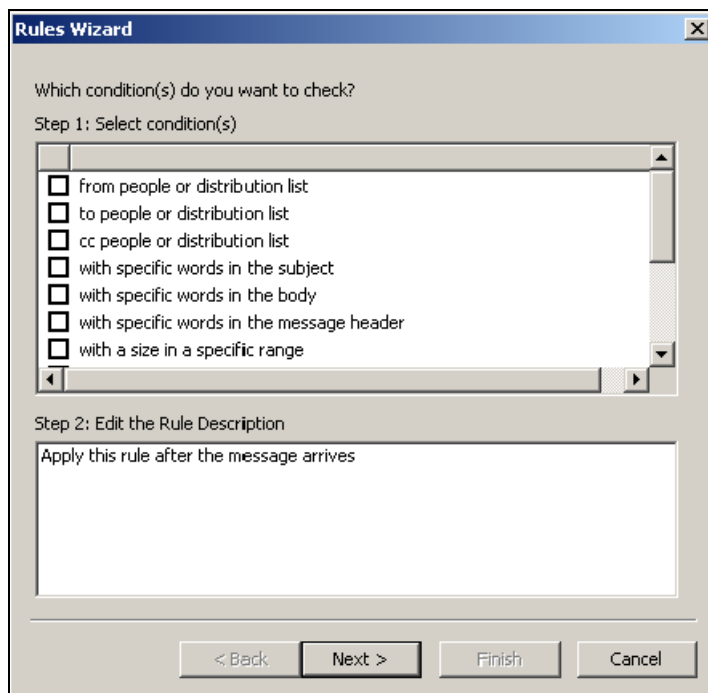 Rules Wizard
Which condition(s) do you want to check?
Step 1: Select condition(s)
from people or distribution list
to people or distribution list
cc people or distribution list
with specific words in the subject
with specific words in the body
with specific words in the message header
with a size in a specific range
Step 2: Edit the Rule Description
Apply this rule after the message arrives
< Back Next > Finish Cancel